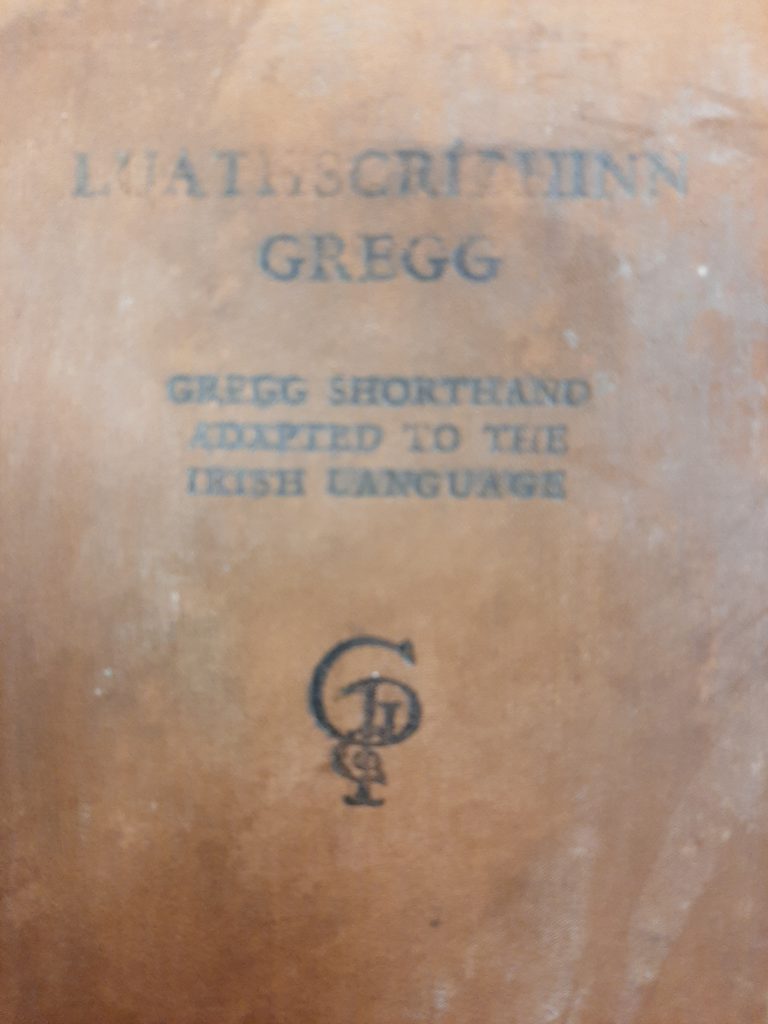 LUATHSCRÍBHINN
GREGG
GREGG SHORTHAND
ADAPTED TO THE
IRISH LANGUAGE